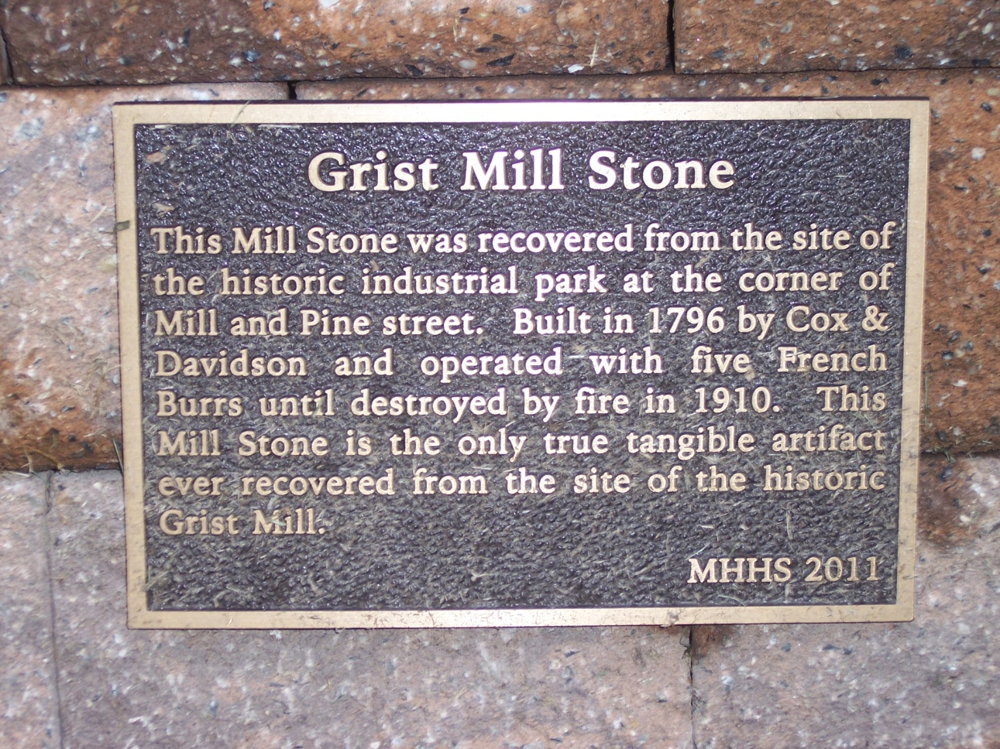 Grist Mill Stone
This Mill Stone was recovered from the site of
the historic industrial park at the corner of
Mill and Pine street. Built in 1796 by Cox &
Davidson and operated with five French
Burrs until destroyed by fire in 1910. This
Mill Stone is the only true tangible artifact
ever recovered from the site of the historic
Grist Mill.
MHHS 2011